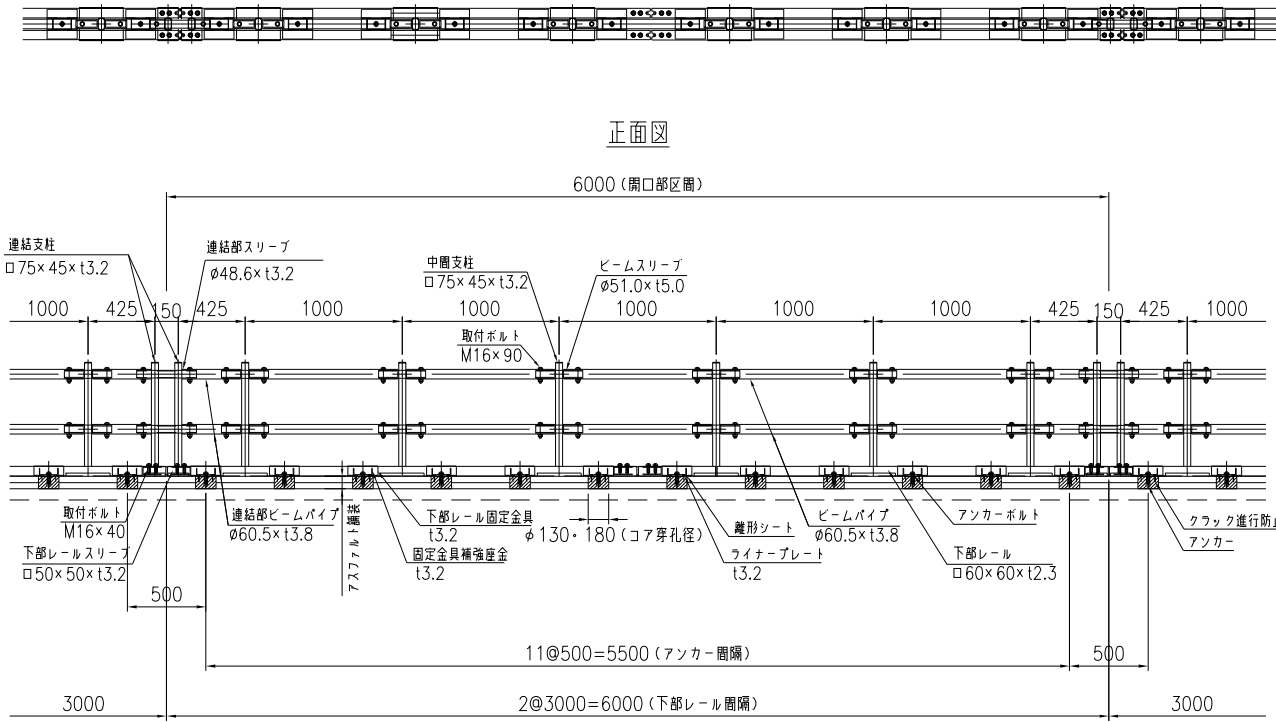 正面図
6000 (開口部区間)
連結支柱
□75×45×t3.2
連結部スリーブ
φ48.6×t3.2
中間支柱
□75×45×t3.2
ビームスリーブ
φ51.0×t5.0
1000 425 150 425 1000 1000 1000 1000 1000 425 150 425 1000
取付ボルト
M16×90
取付ボルト
M16×40
下部レールスリーブ
□50×50×t3.2
連結部ビームパイプ
φ60.5×t3.8
アスファルト舗装
下部レール固定金具
t3.2
固定金具補強座金
t3.2
φ130・180 (コア穿孔径)
離形シート
ライナープレート
t3.2
ビームパイプ
φ60.5×t3.8
アンカーボルト
下部レール
□60×60×t2.3
クラック進行防止
アンカー
500
11@500=5500 (アンカー間隔)
500
3000
2@3000=6000 (下部レール間隔)
3000